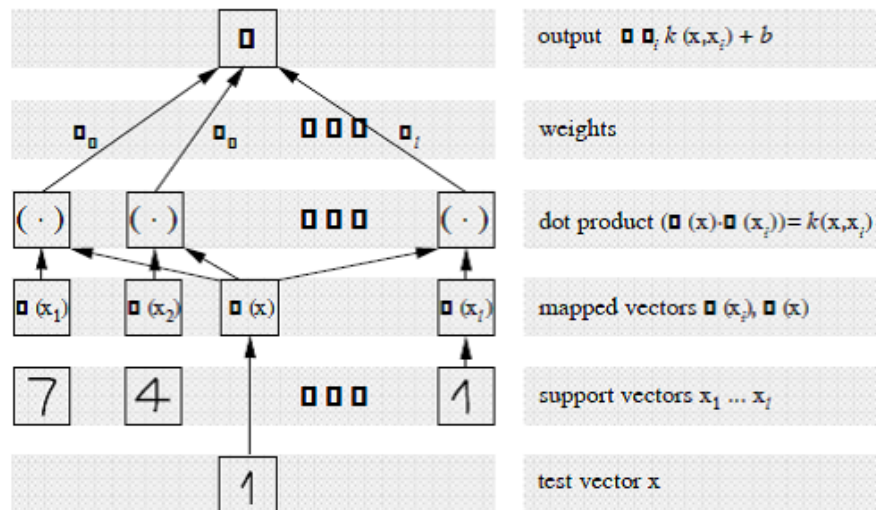 output   ▯ ▯i k (x,xi) + b
▯▯ ▯▯ ▯ ▯ ▯ ▯l
weights
( · ) ( · ) ▯ ▯ ▯ ( · )
dot product (▯ (x)·▯ (xi))= k(x,xi)
▯ (x1) ▯ (x2) ▯ (x) ▯ (xl)
mapped vectors ▯ (xi), ▯ (x)
7 4 ▯ ▯ ▯ 1
support vectors x1 ... xl
1
test vector x